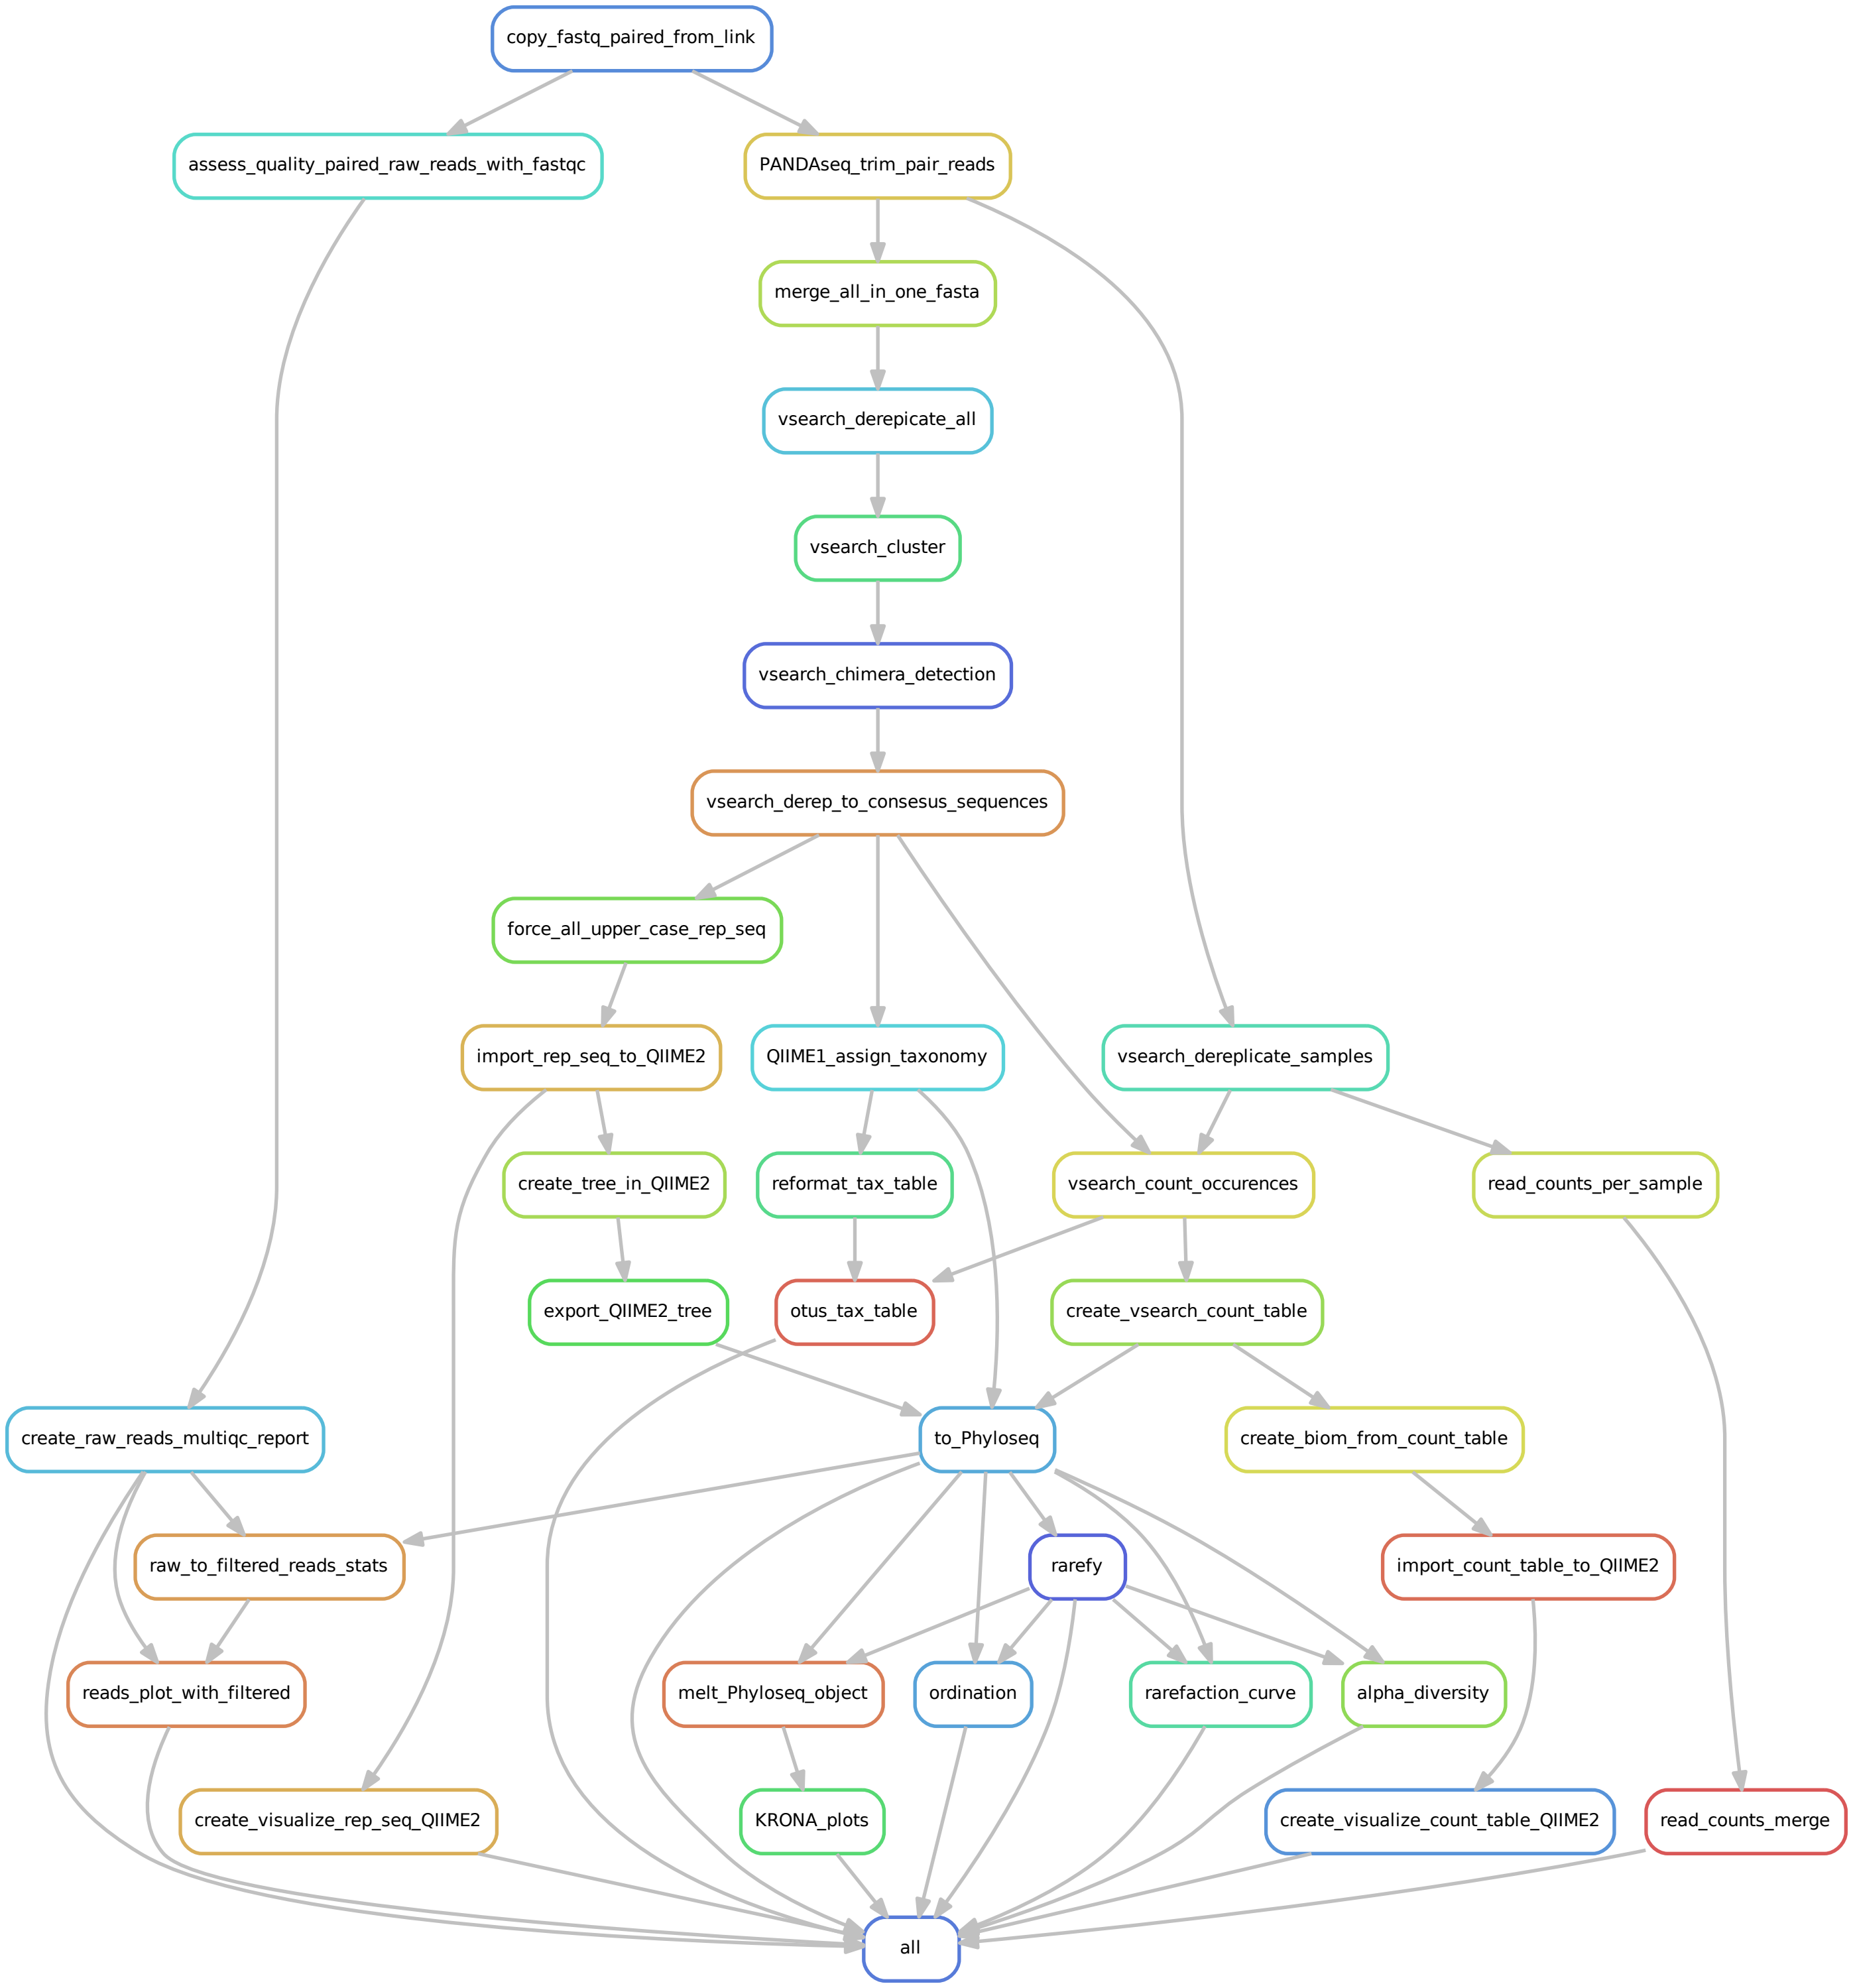 copy_fastq_paired_from_link
assess_quality_paired_raw_reads_with_fastqc
PANDAseq_trim_pair_reads
merge_all_in_one_fasta
vsearch_derepicate_all
vsearch_cluster
vsearch_chimera_detection
vsearch_derep_to_consesus_sequences
force_all_upper_case_rep_seq
import_rep_seq_to_QIIME2
QIIME1_assign_taxonomy
vsearch_dereplicate_samples
create_tree_in_QIIME2
reformat_tax_table
vsearch_count_occurences
read_counts_per_sample
export_QIIME2_tree
otus_tax_table
create_vsearch_count_table
create_raw_reads_multiqc_report
to_Phyloseq
create_biom_from_count_table
raw_to_filtered_reads_stats
rarefy
import_count_table_to_QIIME2
reads_plot_with_filtered
melt_Phyloseq_object
ordination
rarefaction_curve
alpha_diversity
create_visualize_rep_seq_QIIME2
KRONA_plots
create_visualize_count_table_QIIME2
read_counts_merge
all